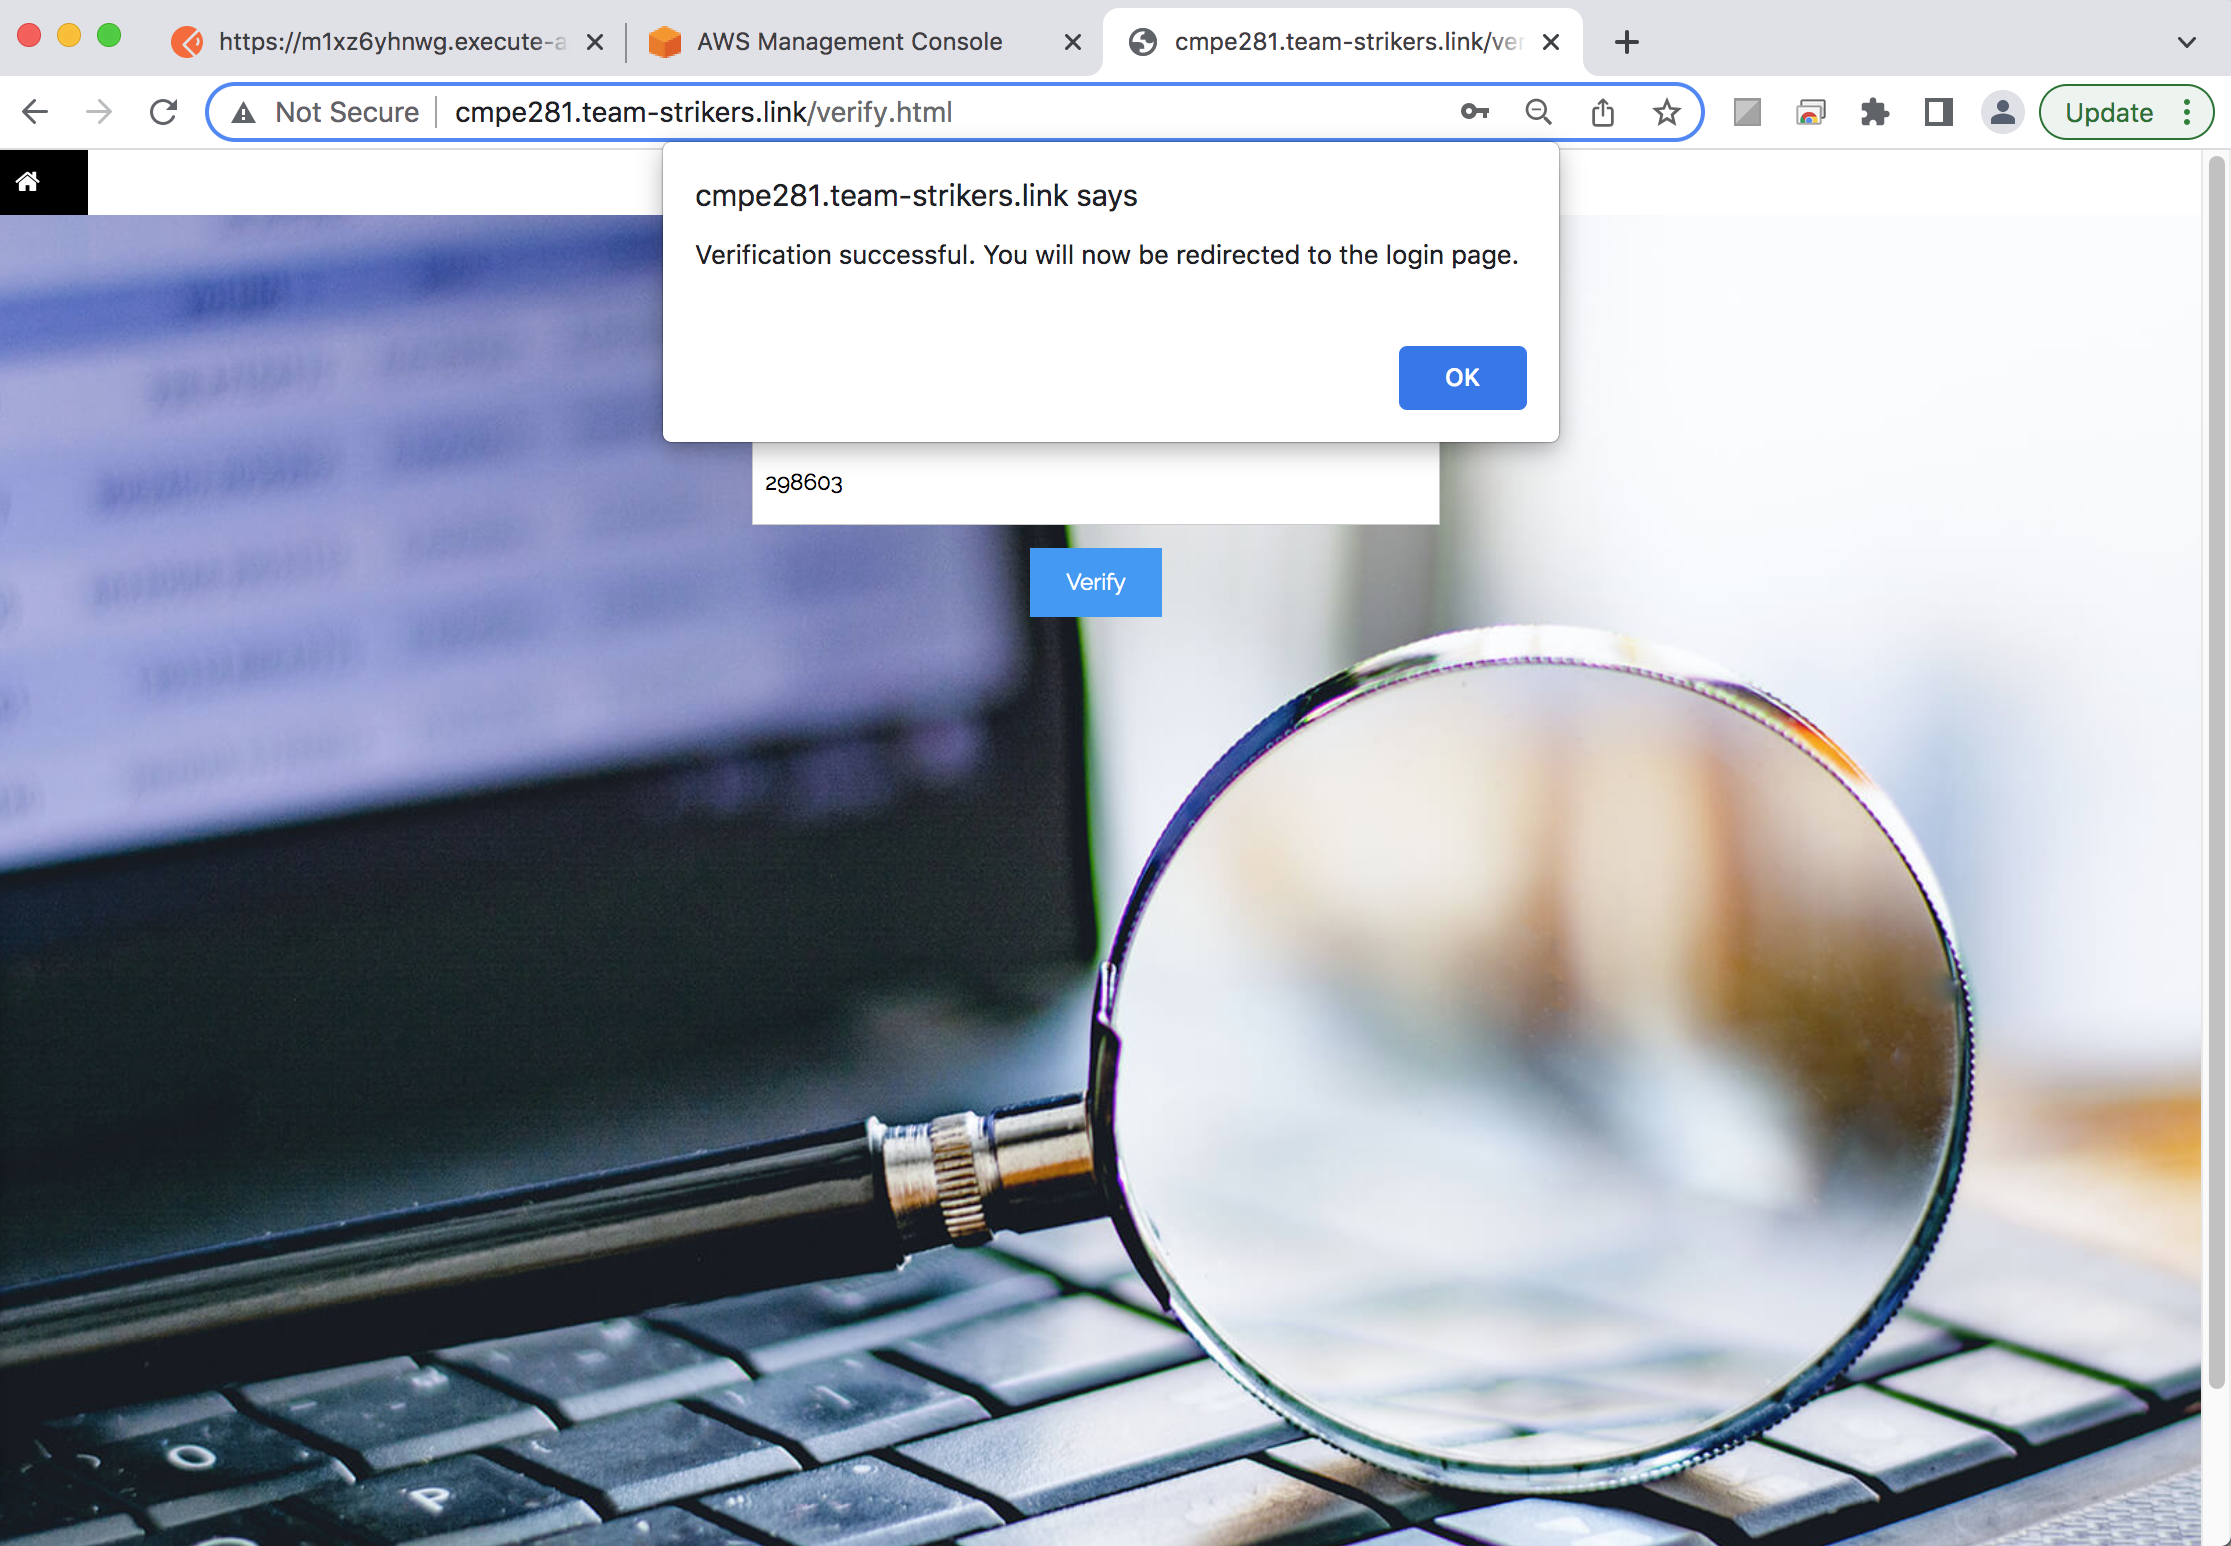 https://m1xz6yhnwg.execute-a
AWS Management Console
cmpe281.team-strikers.link/ver
Not Secure
cmpe281.team-strikers.link/verify.html
Update
cmpe281.team-strikers.link says
Verification successful. You will now be redirected to the login page.
OK
298603
Verify
O
P